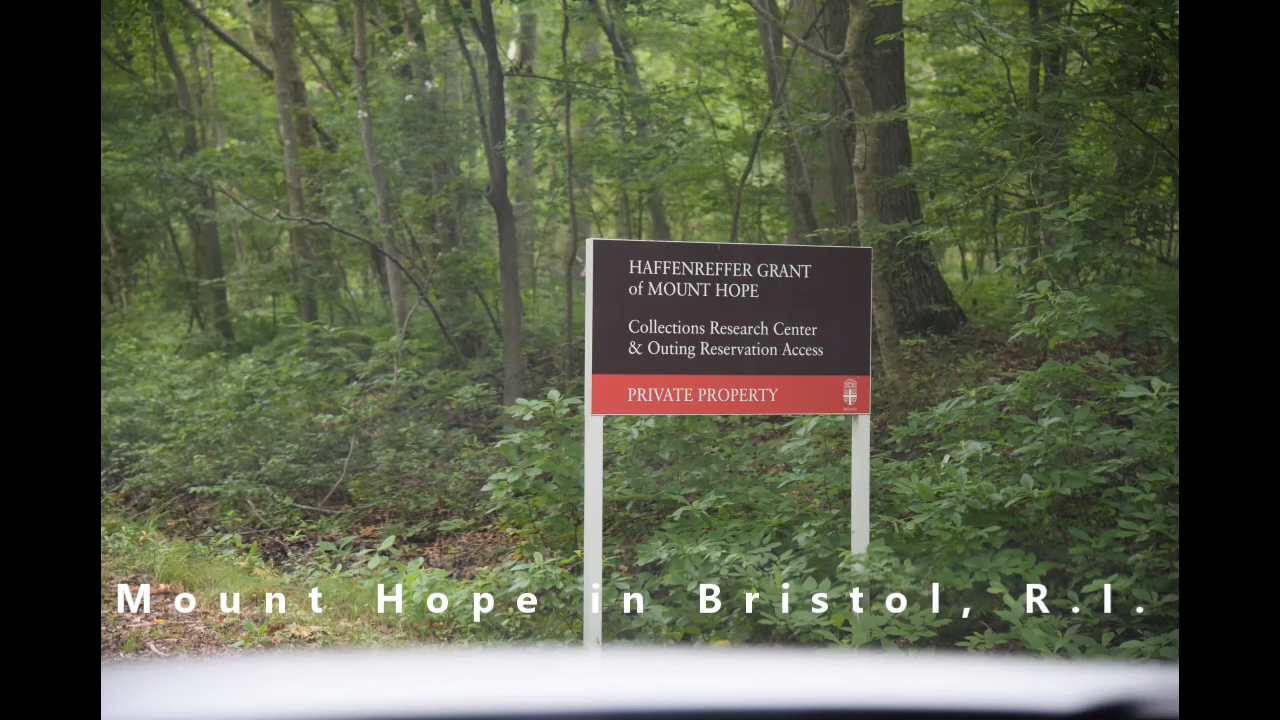 HAFFENREFFER GRANT
of MOUNT HOPE
Collections Research Center
& Outing Reservation Access
PRIVATE PROPERTY
Mount Hope in Bristol, R.I.